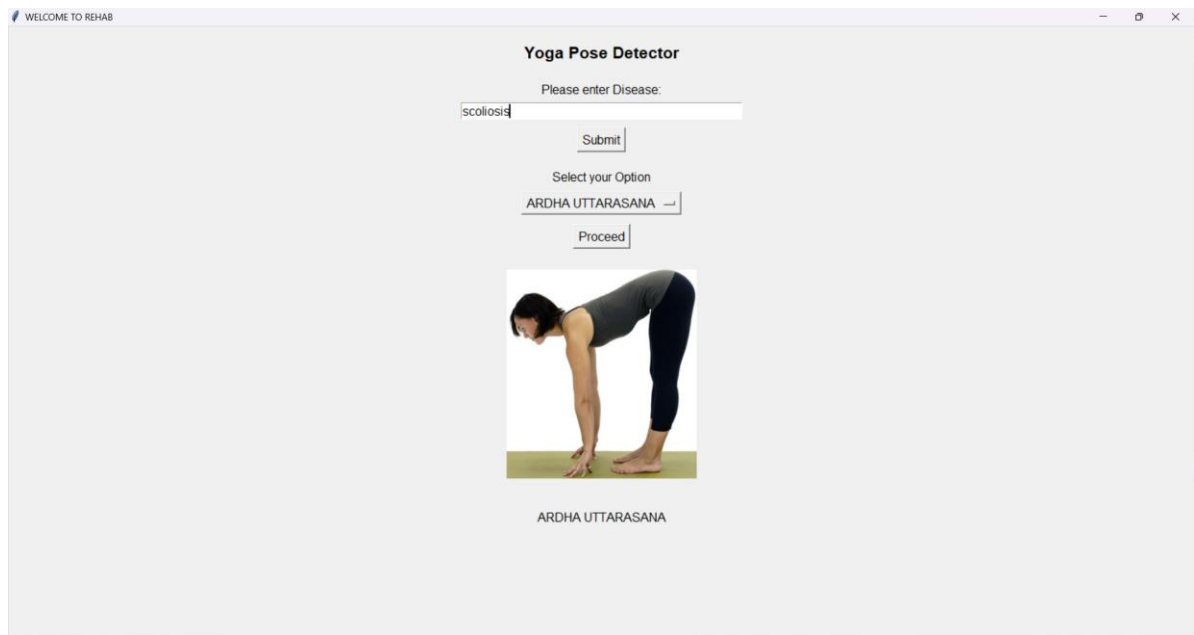 WELCOME TO REHAB
Yoga Pose Detector
Please enter Disease:
scoliosis
Submit
Select your Option
ARDHA UTTARASANA
Proceed
ARDHA UTTARASANA